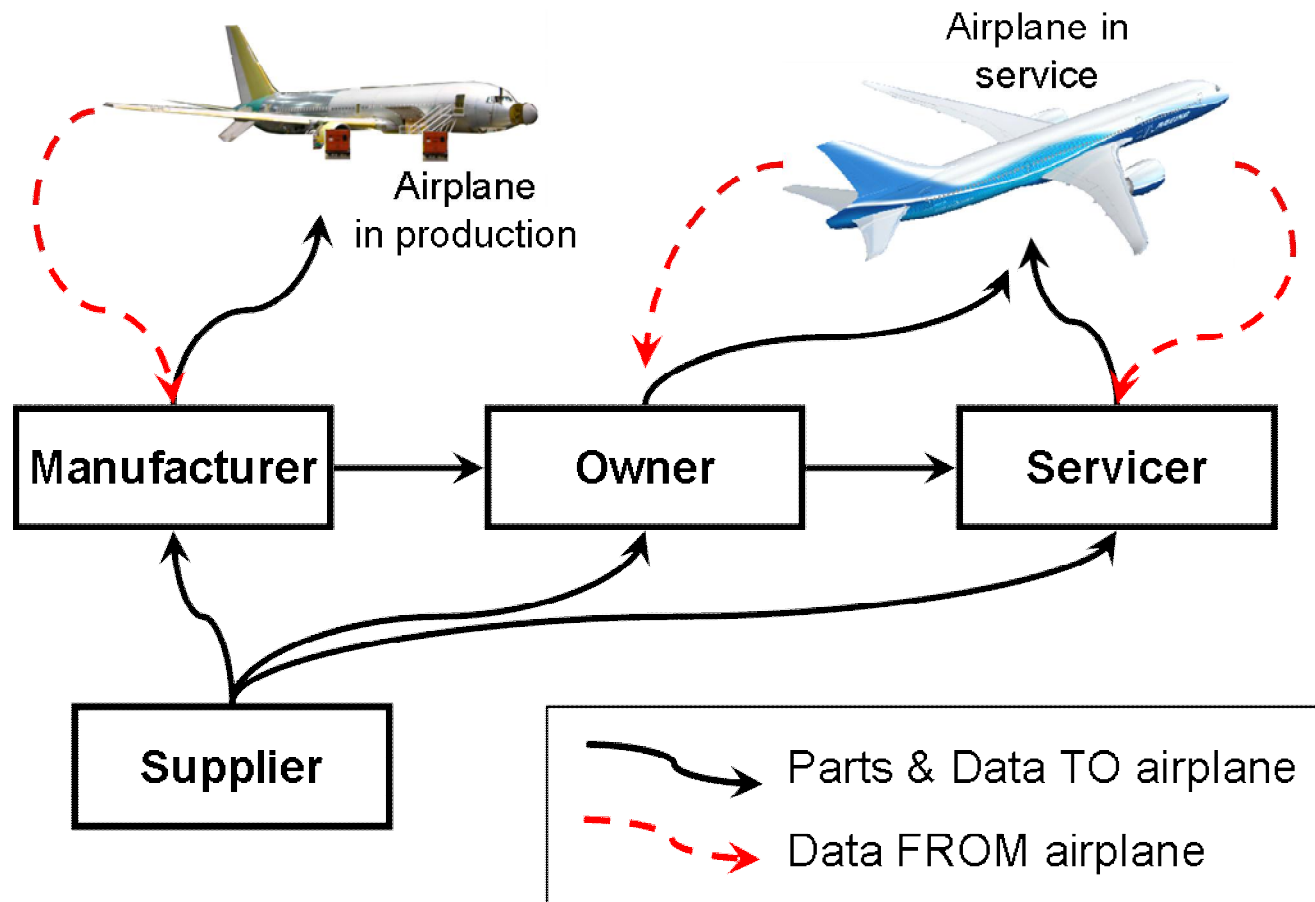 Airplane in
service
Airplane
in production
Manufacturer
Owner
Servicer
Supplier
Parts & Data TO airplane
Data FROM airplane